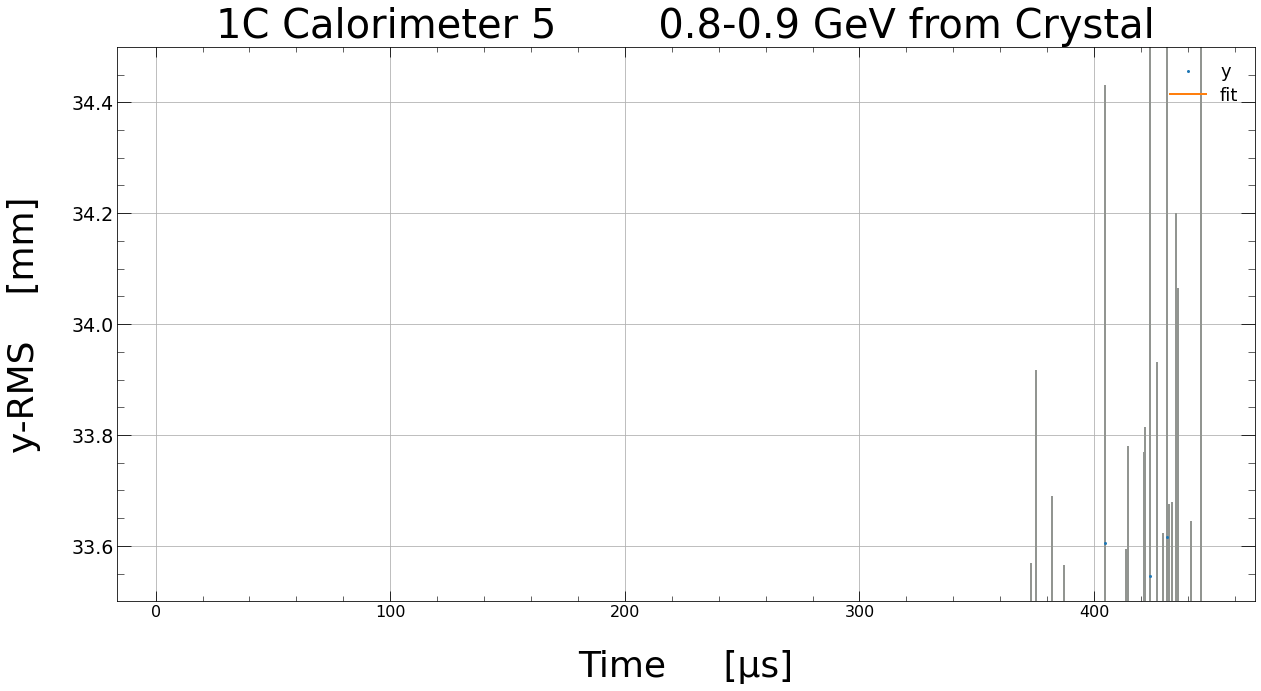 1C Calorimeter 5 0.8-0.9 GeV from Crystal
y
fit
34.4
34.2
34.0
33.8
33.6
y-RMS [mm]
0 100 200 300 400
Time [μs]